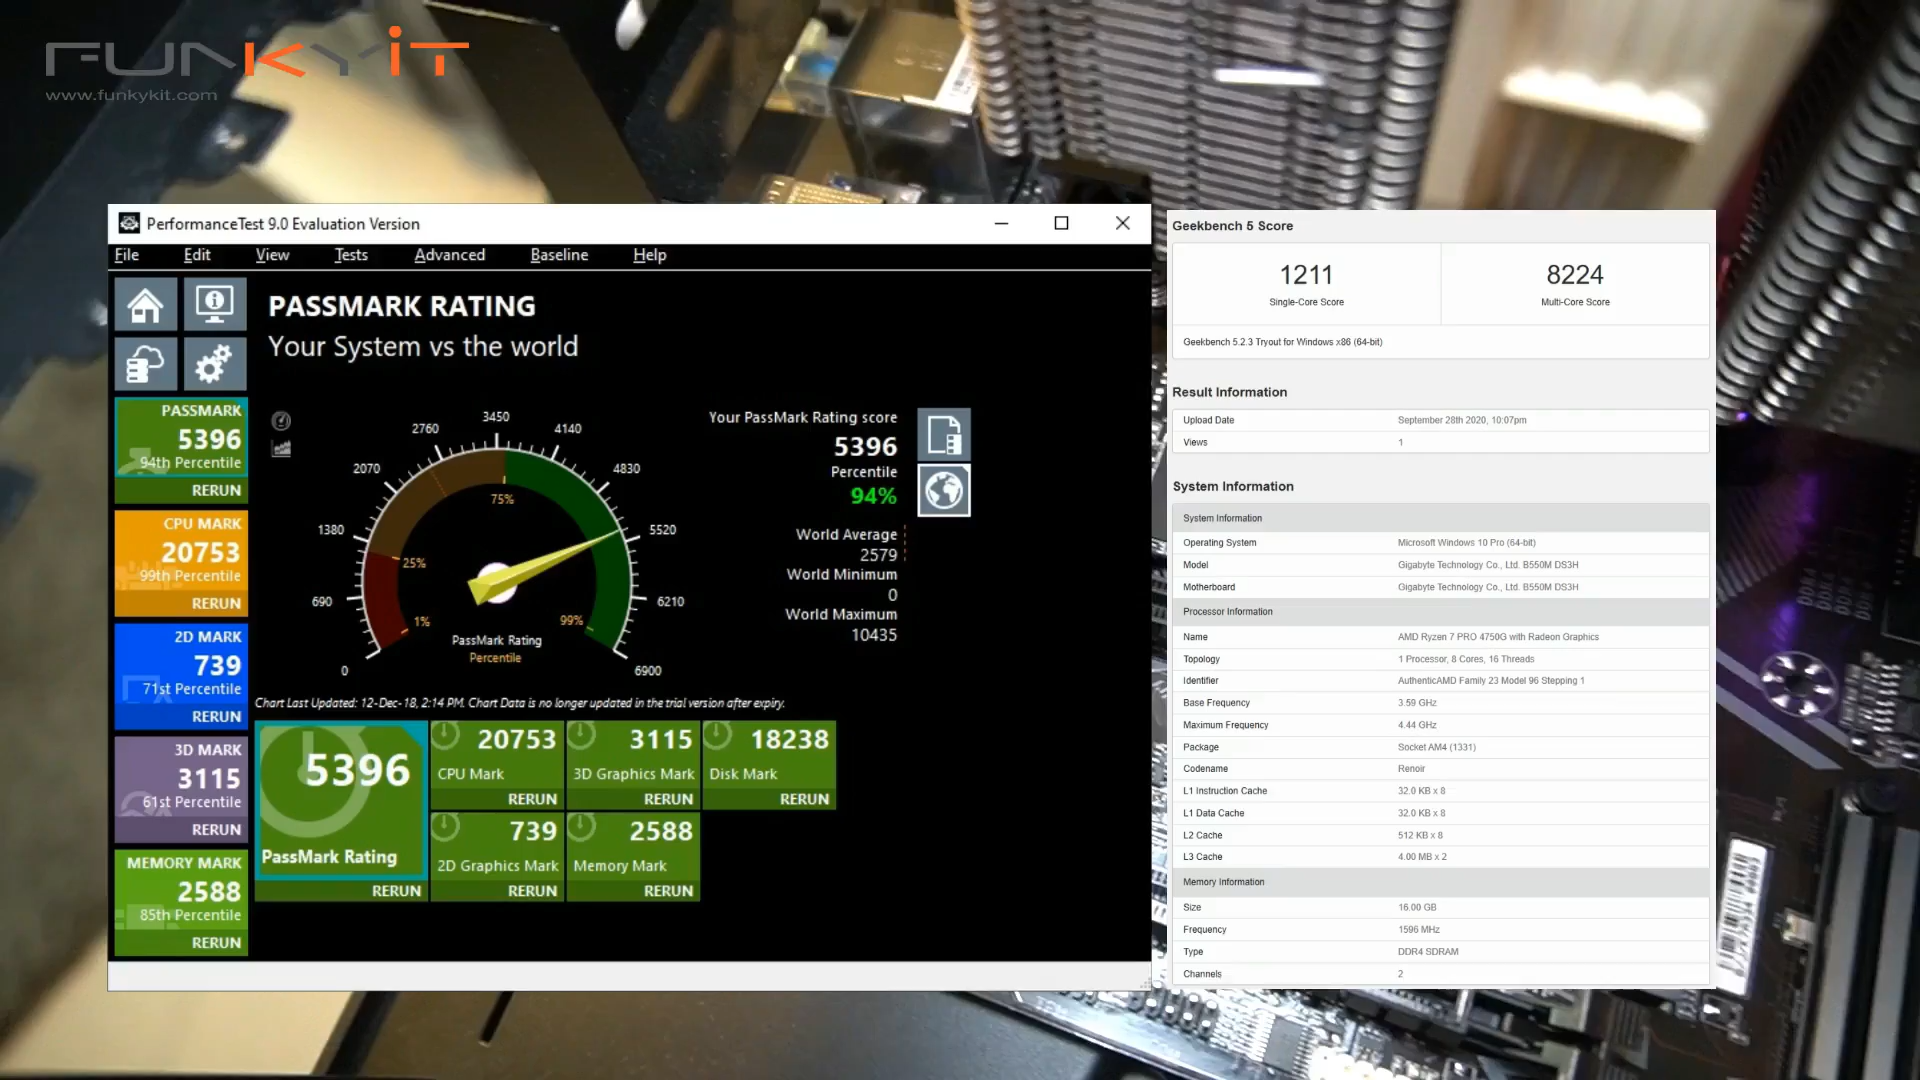 FUNKYiT
www.funkykit.com
PerformanceTest 9.0 Evaluation Version
File Edit View Tests Advanced Baseline Help
PASSMARK RATING
Your System vs the world
PASSMARK
5396
94th Percentile
RERUN
CPU MARK
20753
99th Percentile
RERUN
2D MARK
739
71st Percentile
RERUN
3D MARK
3115
61st Percentile
RERUN
MEMORY MARK
2588
85th Percentile
RERUN
0
690
1380
2070
2760
3450
4140
4830
5520
6210
6900
1%
25%
75%
99%
PassMark Rating
Percentile
Your PassMark Rating score
5396
Percentile
94%
World Average
2579
World Minimum
0
World Maximum
10435
Chart Last Updated: 12-Dec-18, 2:14 PM. Chart Data is no longer updated in the trial version after expiry.
5396
PassMark Rating
RERUN
20753
CPU Mark
RERUN
3115
3D Graphics Mark
RERUN
18238
Disk Mark
RERUN
739
2D Graphics Mark
RERUN
2588
Memory Mark
RERUN
Geekbench 5 Score
1211
Single-Core Score
8224
Multi-Core Score
Geekbench 5.2.3 Tryout for Windows x86 (64-bit)
Result Information
Upload Date September 28th 2020, 10:07pm
Views 1
System Information
System Information
Operating System Microsoft Windows 10 Pro (64-bit)
Model Gigabyte Technology Co., Ltd. B550M DS3H
Motherboard Gigabyte Technology Co., Ltd. B550M DS3H
Processor Information
Name AMD Ryzen 7 PRO 4750G with Radeon Graphics
Topology 1 Processor, 8 Cores, 16 Threads
Identifier AuthenticAMD Family 23 Model 96 Stepping 1
Base Frequency 3.59 GHz
Maximum Frequency 4.44 GHz
Package Socket AM4 (1331)
Codename Renoir
L1 Instruction Cache 32.0 KB x 8
L1 Data Cache 32.0 KB x 8
L2 Cache 512 KB x 8
L3 Cache 4.00 MB x 2
Memory Information
Size 16.00 GB
Frequency 1596 MHz
Type DDR4 SDRAM
Channels 2